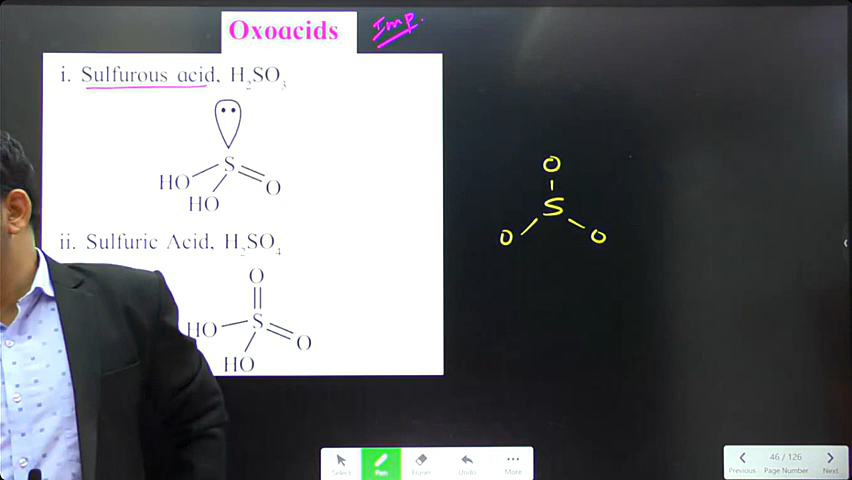 Oxoacids Imp.
i. Sulfurous acid, H2SO3
S
HO
O
HO
ii. Sulfuric Acid, H2SO4
O
S
HO
O
HO
O
S
O
O
Select
Pen
Eraser
Undo
More
46 / 126
Previous
Page Number
Next